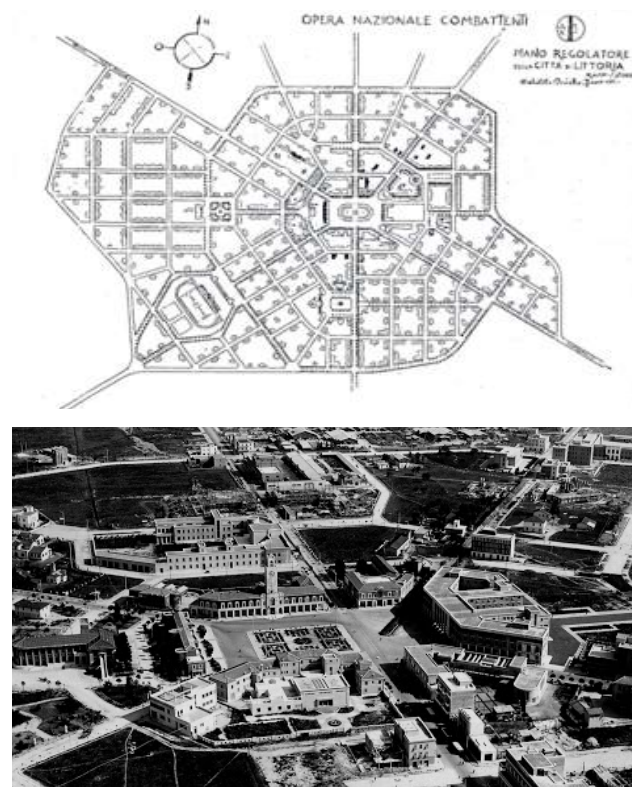 OPERA NAZIONALE COMBATTENTI
PIANO REGOLATORE
DELLA CITTÀ DI LITTORIA